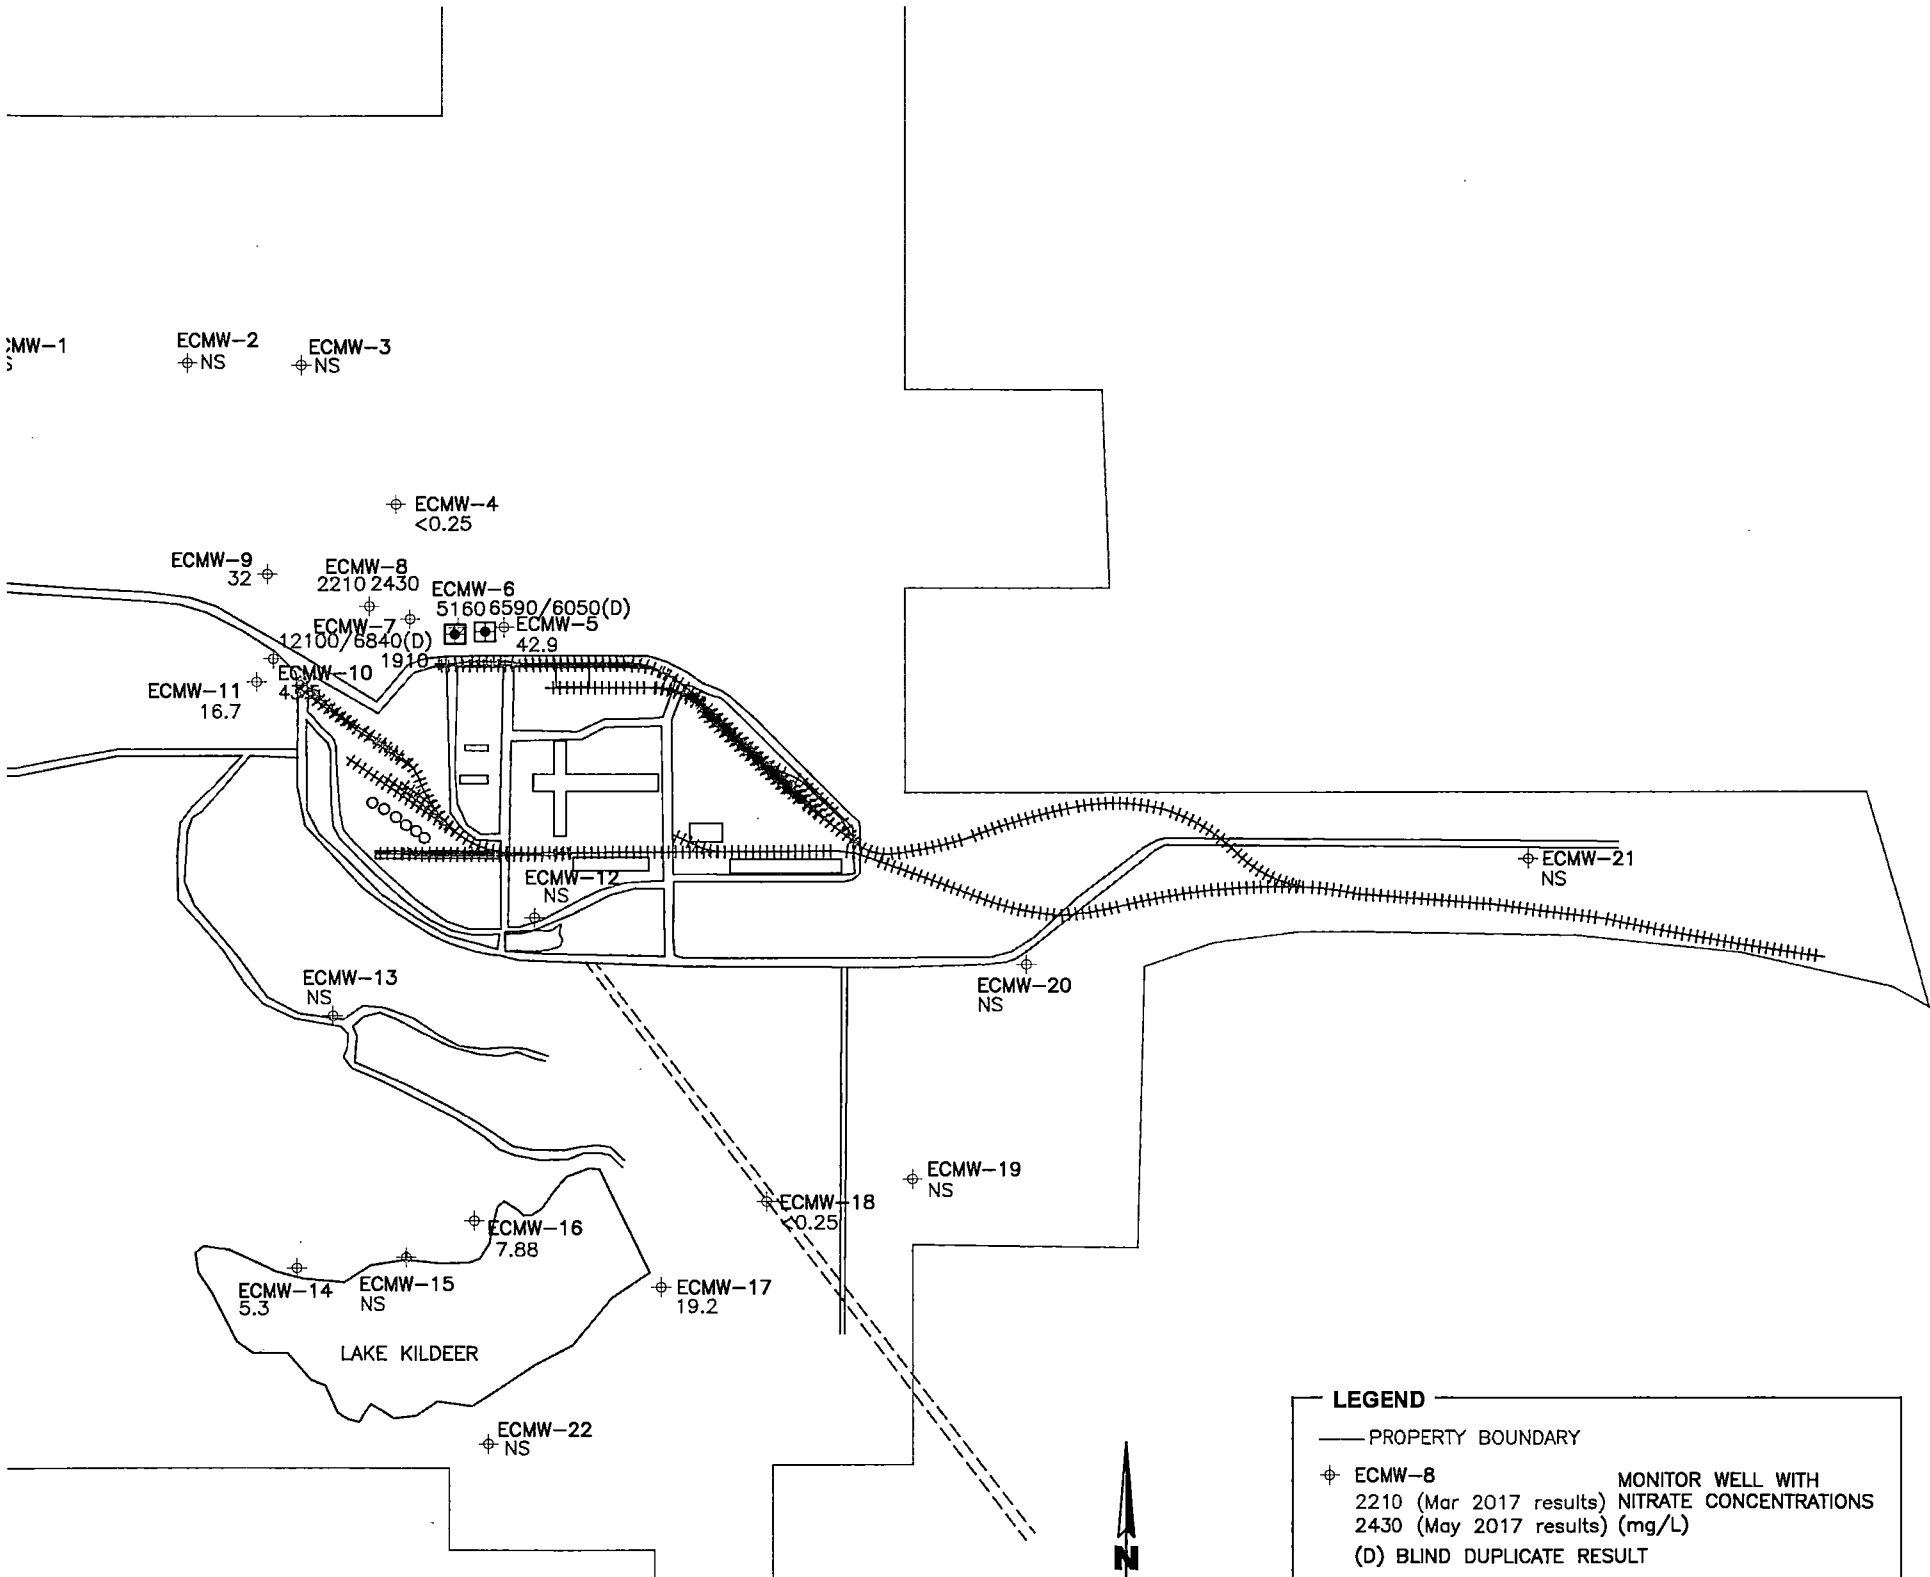 CMW-1
S
ECMW-2
NS
ECMW-3
NS
ECMW-4
<0.25
ECMW-9
32
ECMW-8
2210 2430
ECMW-6
5160 6590/6050(D)
ECMW-7
12100/6840(D)
1910
ECMW-5
42.9
ECMW-10
ECMW-11
16.7
ECMW-12
NS
ECMW-21
NS
ECMW-13
NS
ECMW-20
NS
ECMW-19
NS
ECMW-18
<0.25
ECMW-16
7.88
ECMW-14
5.3
ECMW-15
NS
ECMW-17
19.2
LAKE KILDEER
ECMW-22
NS
LEGEND
PROPERTY BOUNDARY
ECMW-8
MONITOR WELL WITH
2210 (Mar 2017 results) NITRATE CONCENTRATIONS
2430 (May 2017 results) (mg/L)
(D) BLIND DUPLICATE RESULT
N